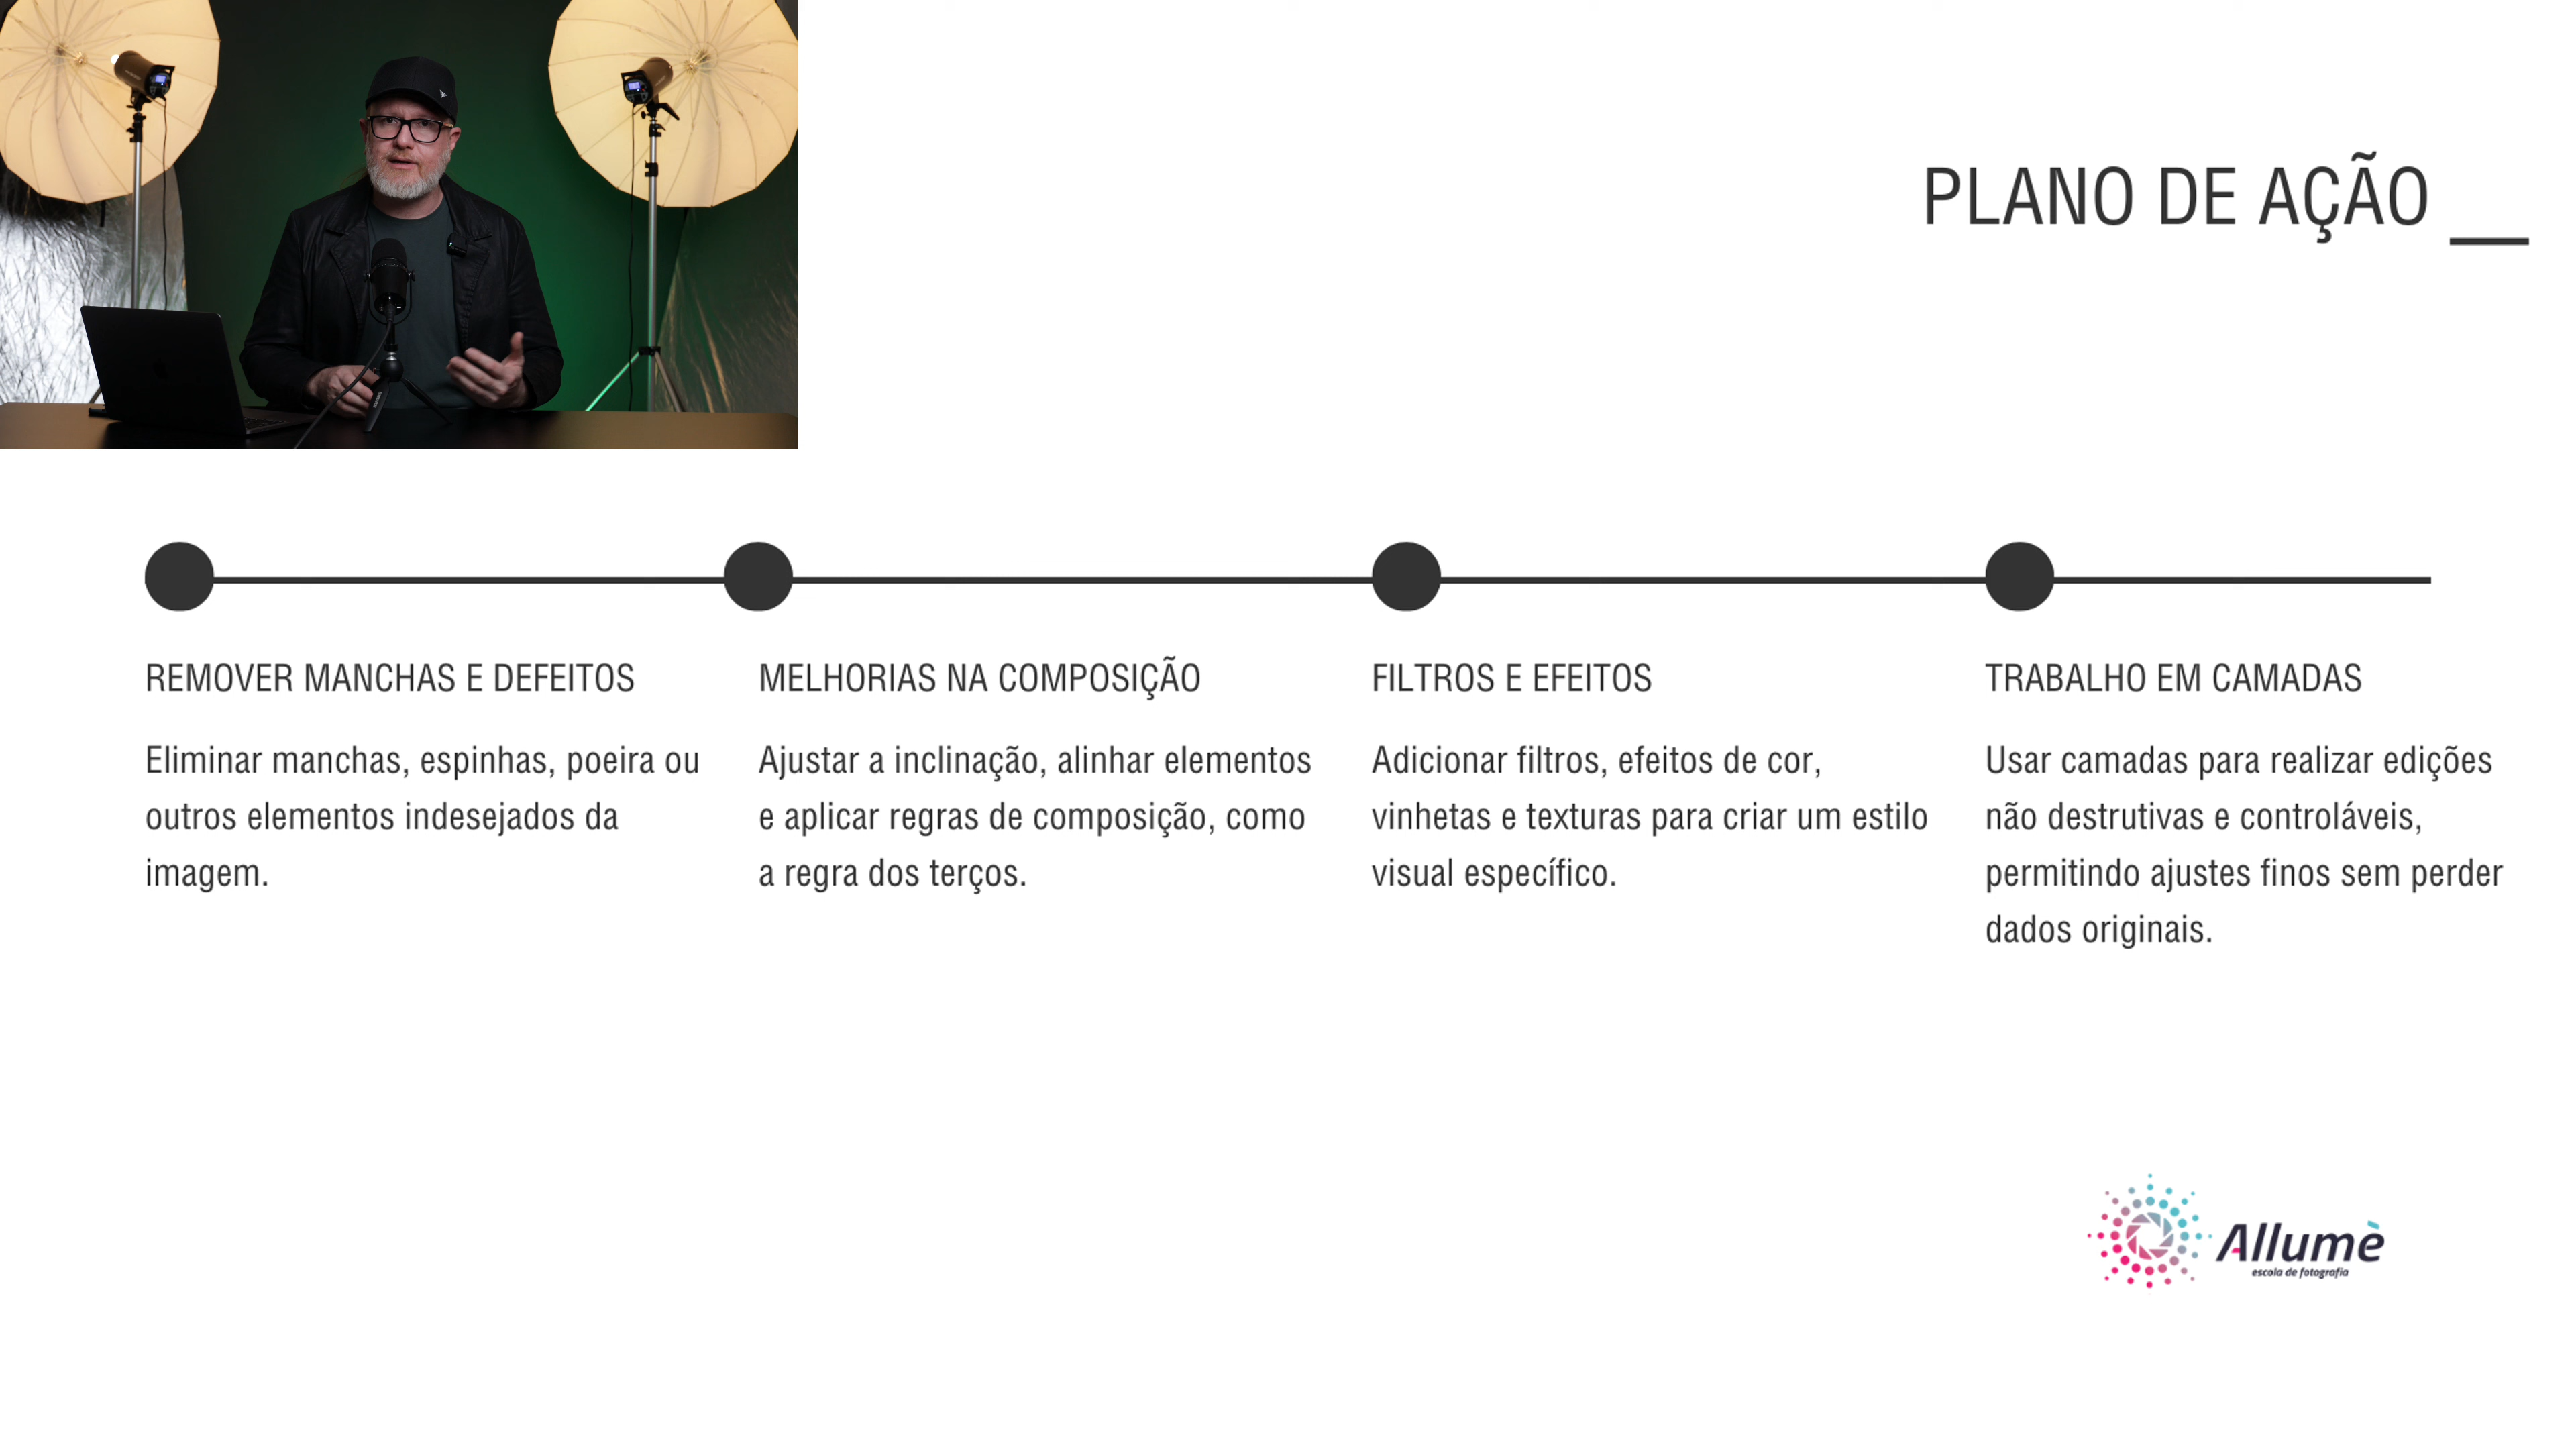 PLANO DE AÇÃO __
REMOVER MANCHAS E DEFEITOS
Eliminar manchas, espinhas, poeira ou
outros elementos indesejados da
imagem.
MELHORIAS NA COMPOSIÇÃO
Ajustar a inclinação, alinhar elementos
e aplicar regras de composição, como
a regra dos terços.
FILTROS E EFEITOS
Adicionar filtros, efeitos de cor,
vinhetas e texturas para criar um estilo
visual específico.
TRABALHO EM CAMADAS
Usar camadas para realizar edições
não destrutivas e controláveis,
permitindo ajustes finos sem perder
dados originais.
Allumè
escola de fotografia